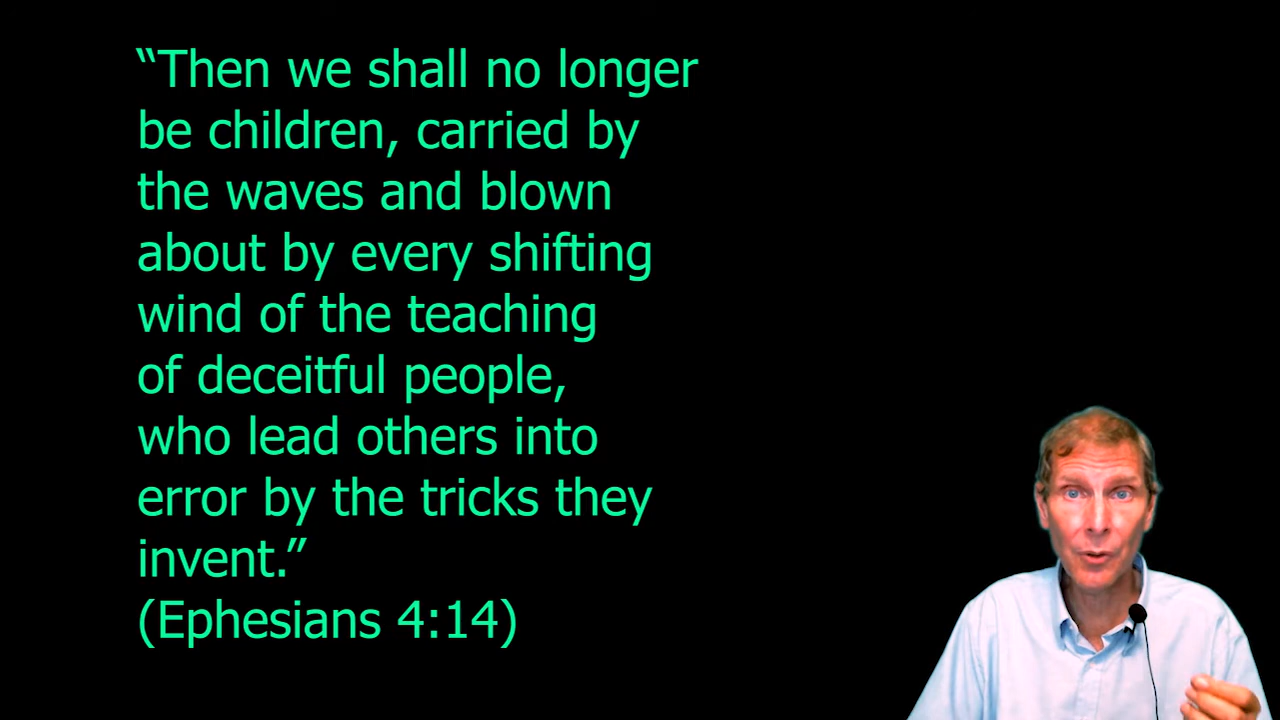 “Then we shall no longer
be children, carried by
the waves and blown
about by every shifting
wind of the teaching
of deceitful people,
who lead others into
error by the tricks they
invent.”
(Ephesians 4:14)